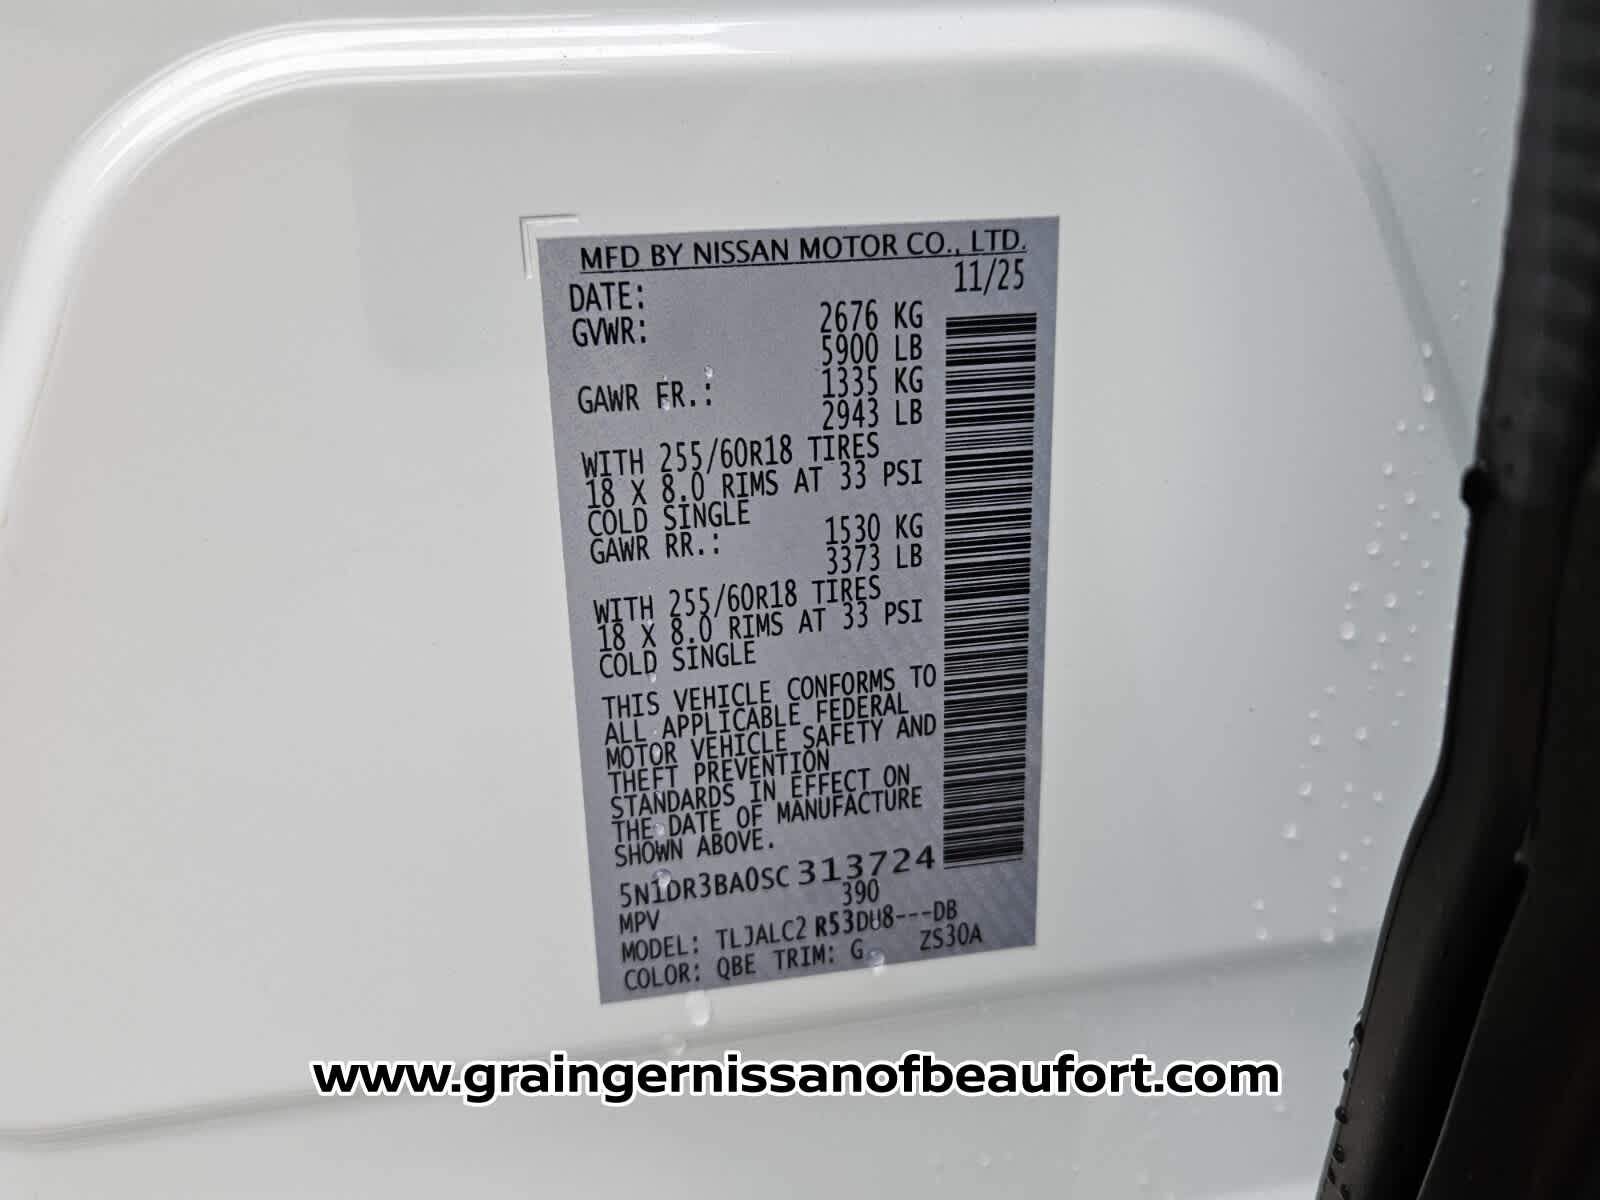 MFD BY NISSAN MOTOR CO., LTD.
DATE: 11/25
GVWR: 2676 KG
5900 LB
GAWR FR.: 1335 KG
2943 LB
WITH 255/60R18 TIRES
18 X 8.0 RIMS AT 33 PSI
COLD SINGLE
GAWR RR.: 1530 KG
3373 LB
WITH 255/60R18 TIRES
18 X 8.0 RIMS AT 33 PSI
COLD SINGLE
THIS VEHICLE CONFORMS TO
ALL APPLICABLE FEDERAL
MOTOR VEHICLE SAFETY AND
THEFT PREVENTION
STANDARDS IN EFFECT ON
THE DATE OF MANUFACTURE
SHOWN ABOVE.
5N1DR3BA0SC 313724
MPV 390
MODEL: TLJALC2 R53DU8---DB
COLOR: QBE TRIM: G ZS30A
www.graingernissanofbeaufort.com